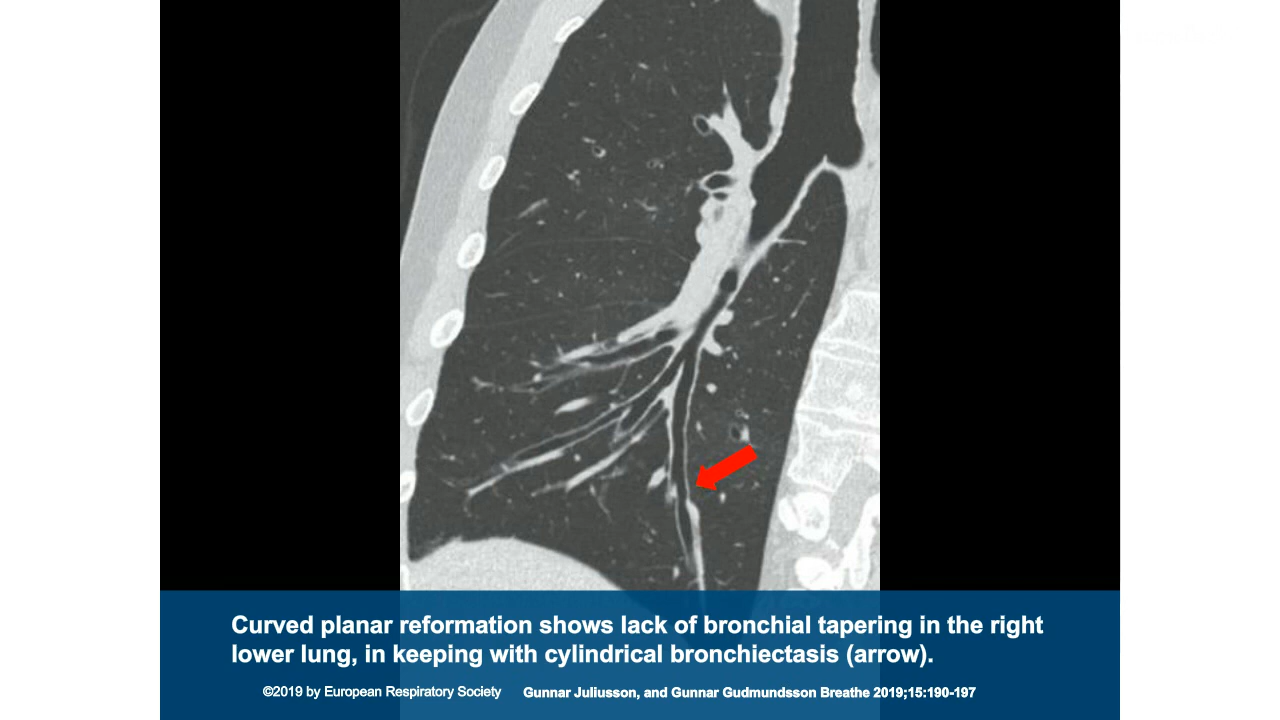 Curved planar reformation shows lack of bronchial tapering in the right
lower lung, in keeping with cylindrical bronchiectasis (arrow).
©2019 by European Respiratory Society Gunnar Juliusson, and Gunnar Gudmundsson Breathe 2019;15:190-197